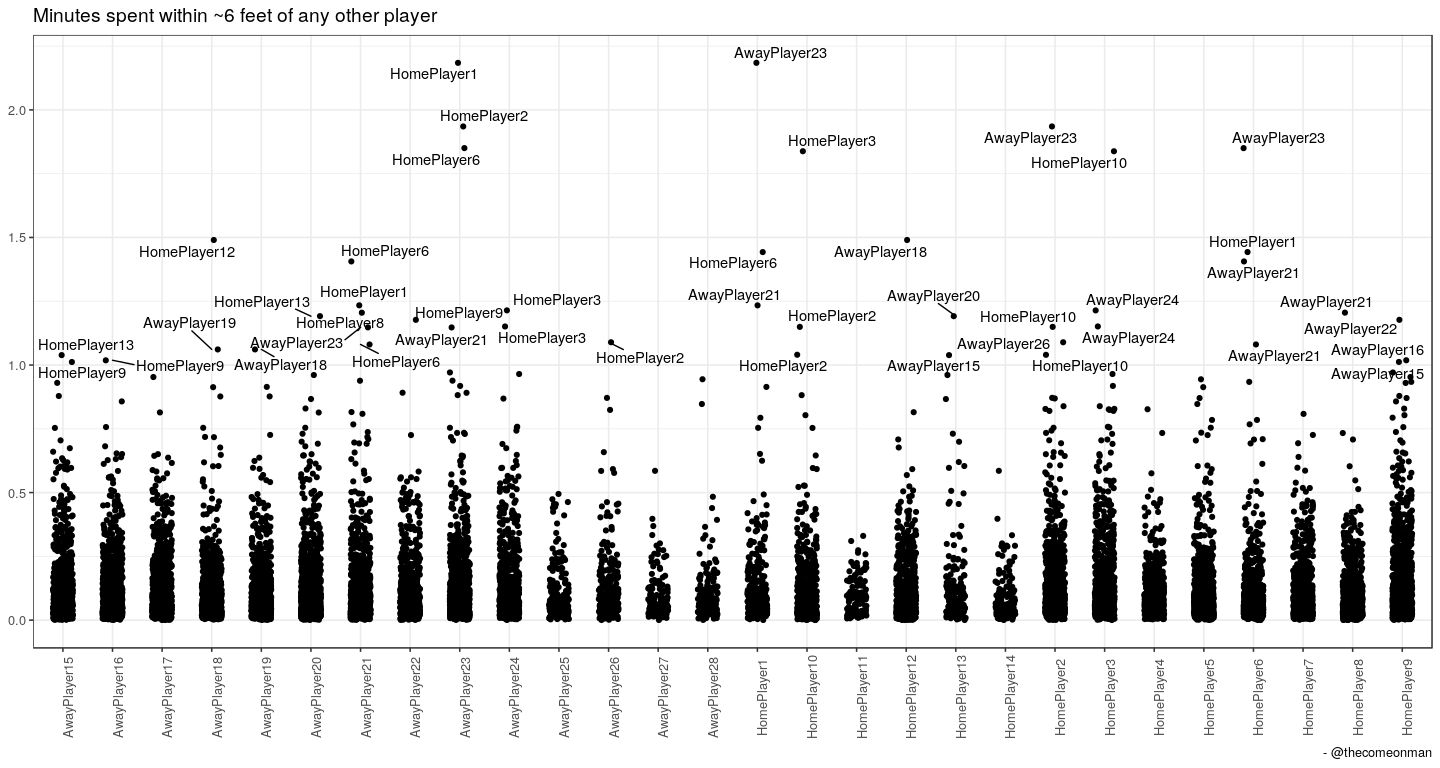 Minutes spent within ~6 feet of any other player
AwayPlayer23
HomePlayer1
2.0
HomePlayer2
HomePlayer6
HomePlayer3
AwayPlayer23
HomePlayer10
AwayPlayer23
1.5
HomePlayer12
HomePlayer6
HomePlayer6
AwayPlayer18
HomePlayer1
AwayPlayer21
HomePlayer13
HomePlayer1
HomePlayer3
AwayPlayer21
AwayPlayer20
AwayPlayer24
AwayPlayer21
AwayPlayer19
HomePlayer8
HomePlayer9
HomePlayer2
HomePlayer10
AwayPlayer22
HomePlayer13
AwayPlayer23
AwayPlayer21
HomePlayer3
AwayPlayer26
AwayPlayer24
AwayPlayer16
1.0
HomePlayer9
HomePlayer9
AwayPlayer18
HomePlayer6
HomePlayer2
HomePlayer2
AwayPlayer15
HomePlayer10
AwayPlayer21
AwayPlayer15
0.5
0.0
AwayPlayer15
AwayPlayer16
AwayPlayer17
AwayPlayer18
AwayPlayer19
AwayPlayer20
AwayPlayer21
AwayPlayer22
AwayPlayer23
AwayPlayer24
AwayPlayer25
AwayPlayer26
AwayPlayer27
AwayPlayer28
HomePlayer1
HomePlayer10
HomePlayer11
HomePlayer12
HomePlayer13
HomePlayer14
HomePlayer2
HomePlayer3
HomePlayer4
HomePlayer5
HomePlayer6
HomePlayer7
HomePlayer8
HomePlayer9
- @thecomeonman